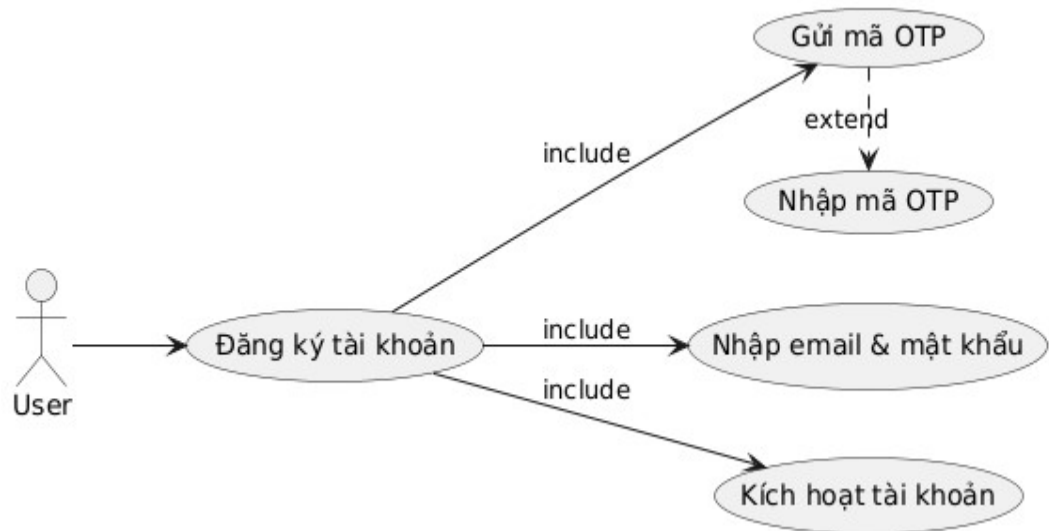 Gửi mã OTP
extend
include
Nhập mã OTP
Đăng ký tài khoản
include
Nhập email & mật khẩu
include
User
Kích hoạt tài khoản